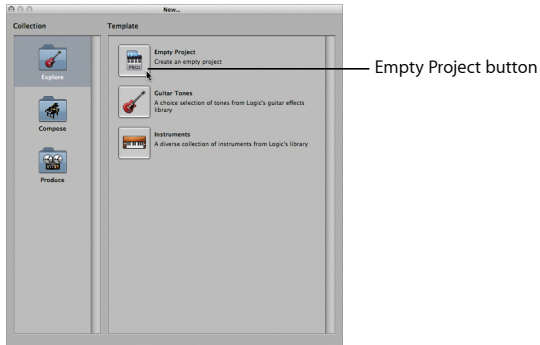 New...
Collection
Template
Explore
Compose
Produce
PROJ
Empty Project
Create an empty project
Guitar Tones
A choice selection of tones from Logic's guitar effects
library
Instruments
A diverse collection of instruments from Logic's library
Empty Project button